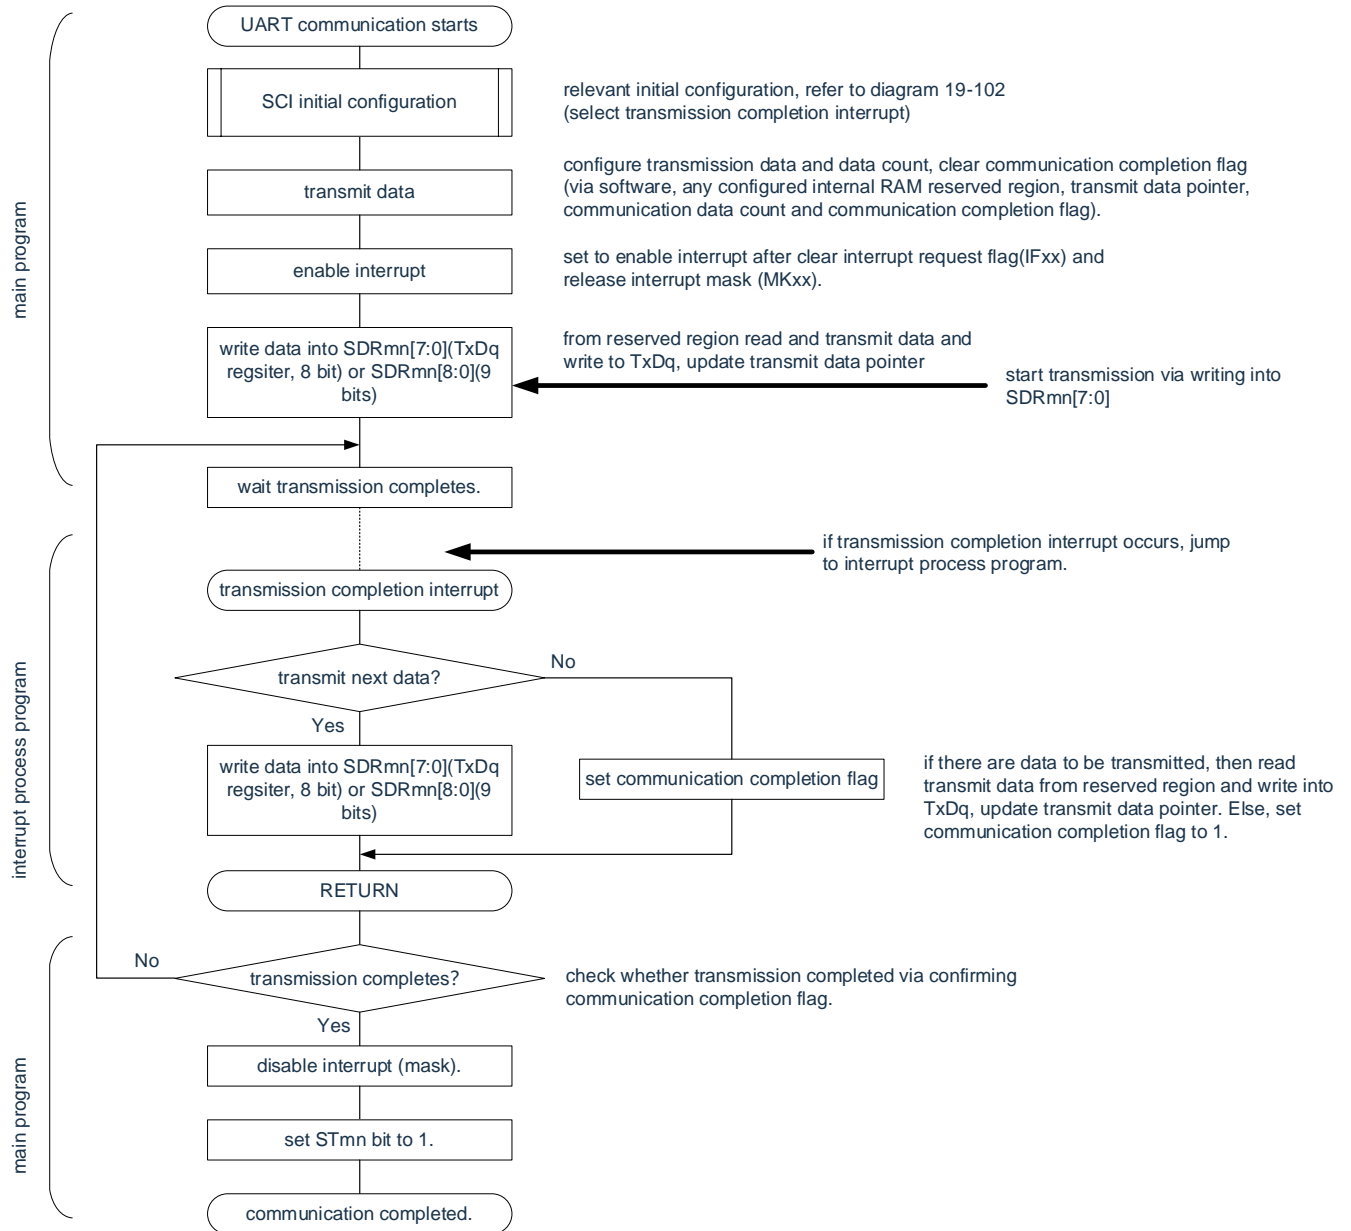 UART communication starts
SCI initial configuration
relevant initial configuration, refer to diagram 19-102
(select transmission completion interrupt)
transmit data
configure transmission data and data count, clear communication completion flag
(via software, any configured internal RAM reserved region, transmit data pointer,
communication data count and communication completion flag).
enable interrupt
set to enable interrupt after clear interrupt request flag(IFxx) and
release interrupt mask (MKxx).
main program
write data into SDRmn[7:0](TxDq
regsiter, 8 bit) or SDRmn[8:0](9
bits)
from reserved region read and transmit data and
write to TxDq, update transmit data pointer
start transmission via writing into
SDRmn[7:0]
wait transmission completes.
if transmission completion interrupt occurs, jump
to interrupt process program.
transmission completion interrupt
transmit next data?
No
Yes
interrupt process program
write data into SDRmn[7:0](TxDq
regsiter, 8 bit) or SDRmn[8:0](9
bits)
set communication completion flag
if there are data to be transmitted, then read
transmit data from reserved region and write into
TxDq, update transmit data pointer. Else, set
communication completion flag to 1.
RETURN
No
transmission completes?
check whether transmission completed via confirming
communication completion flag.
Yes
main program
disable interrupt (mask).
set STmn bit to 1.
communication completed.